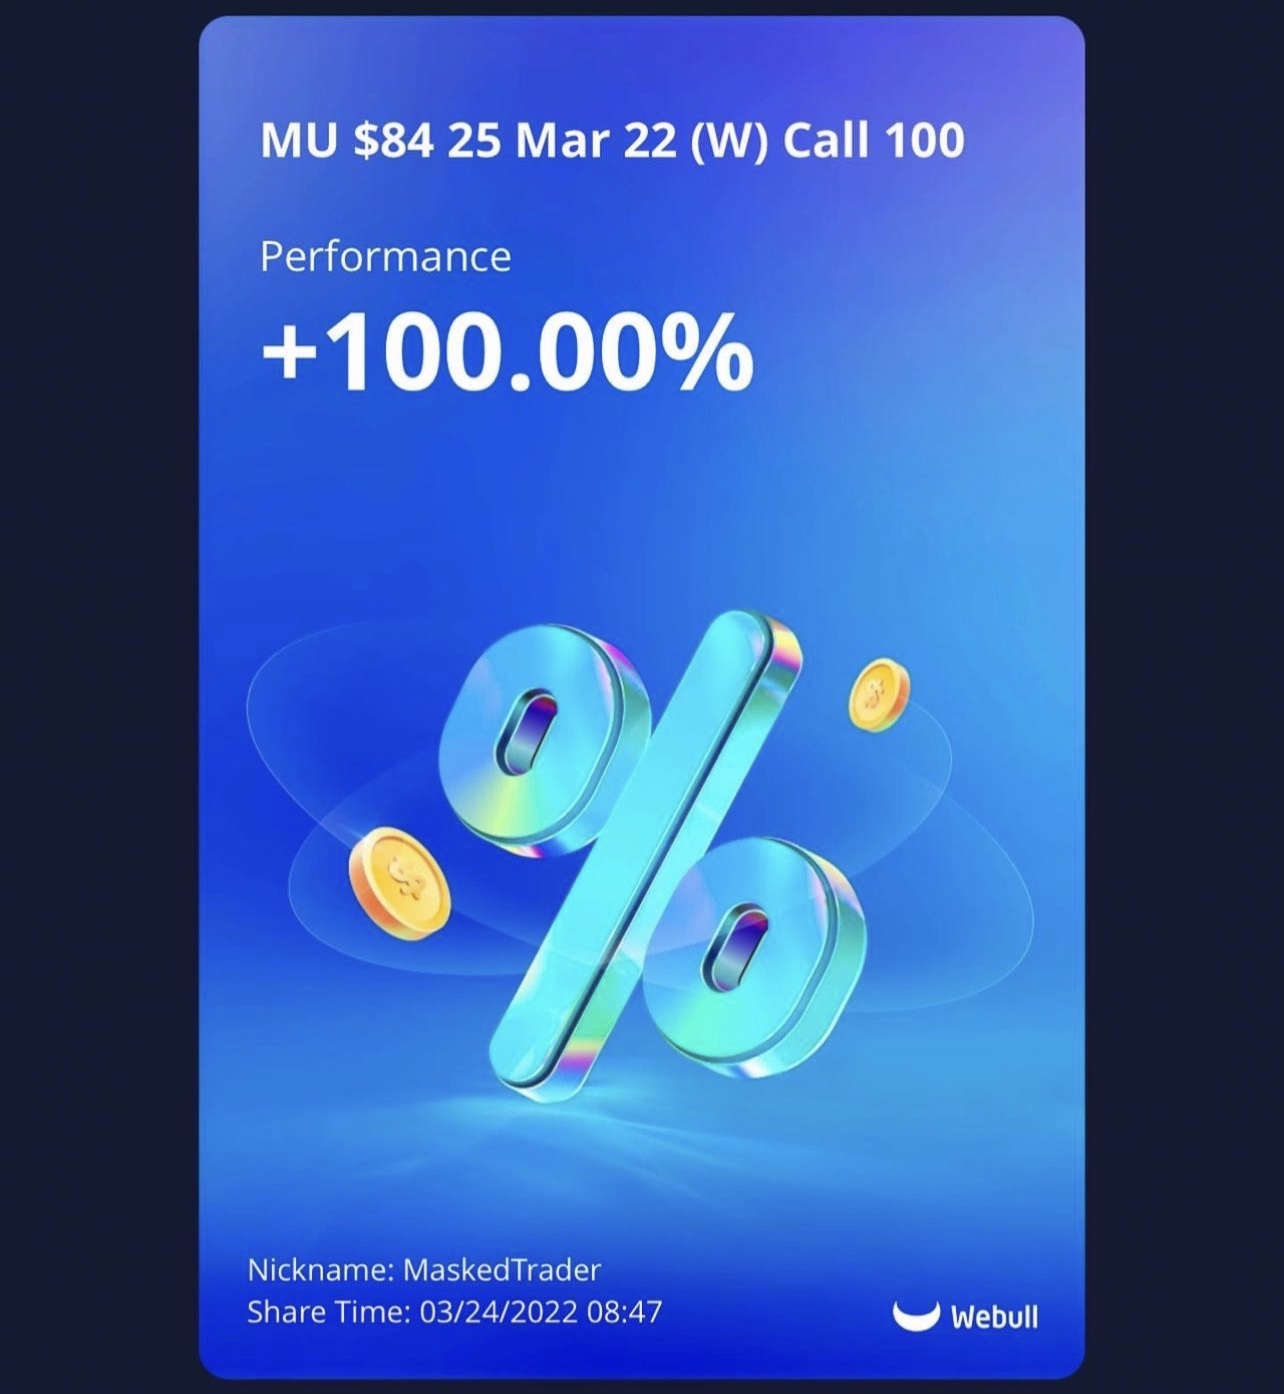 MU $84 25 Mar 22 (W) Call 100
Performance
+100.00%
Nickname: MaskedTrader
Share Time: 03/24/2022 08:47
Webull